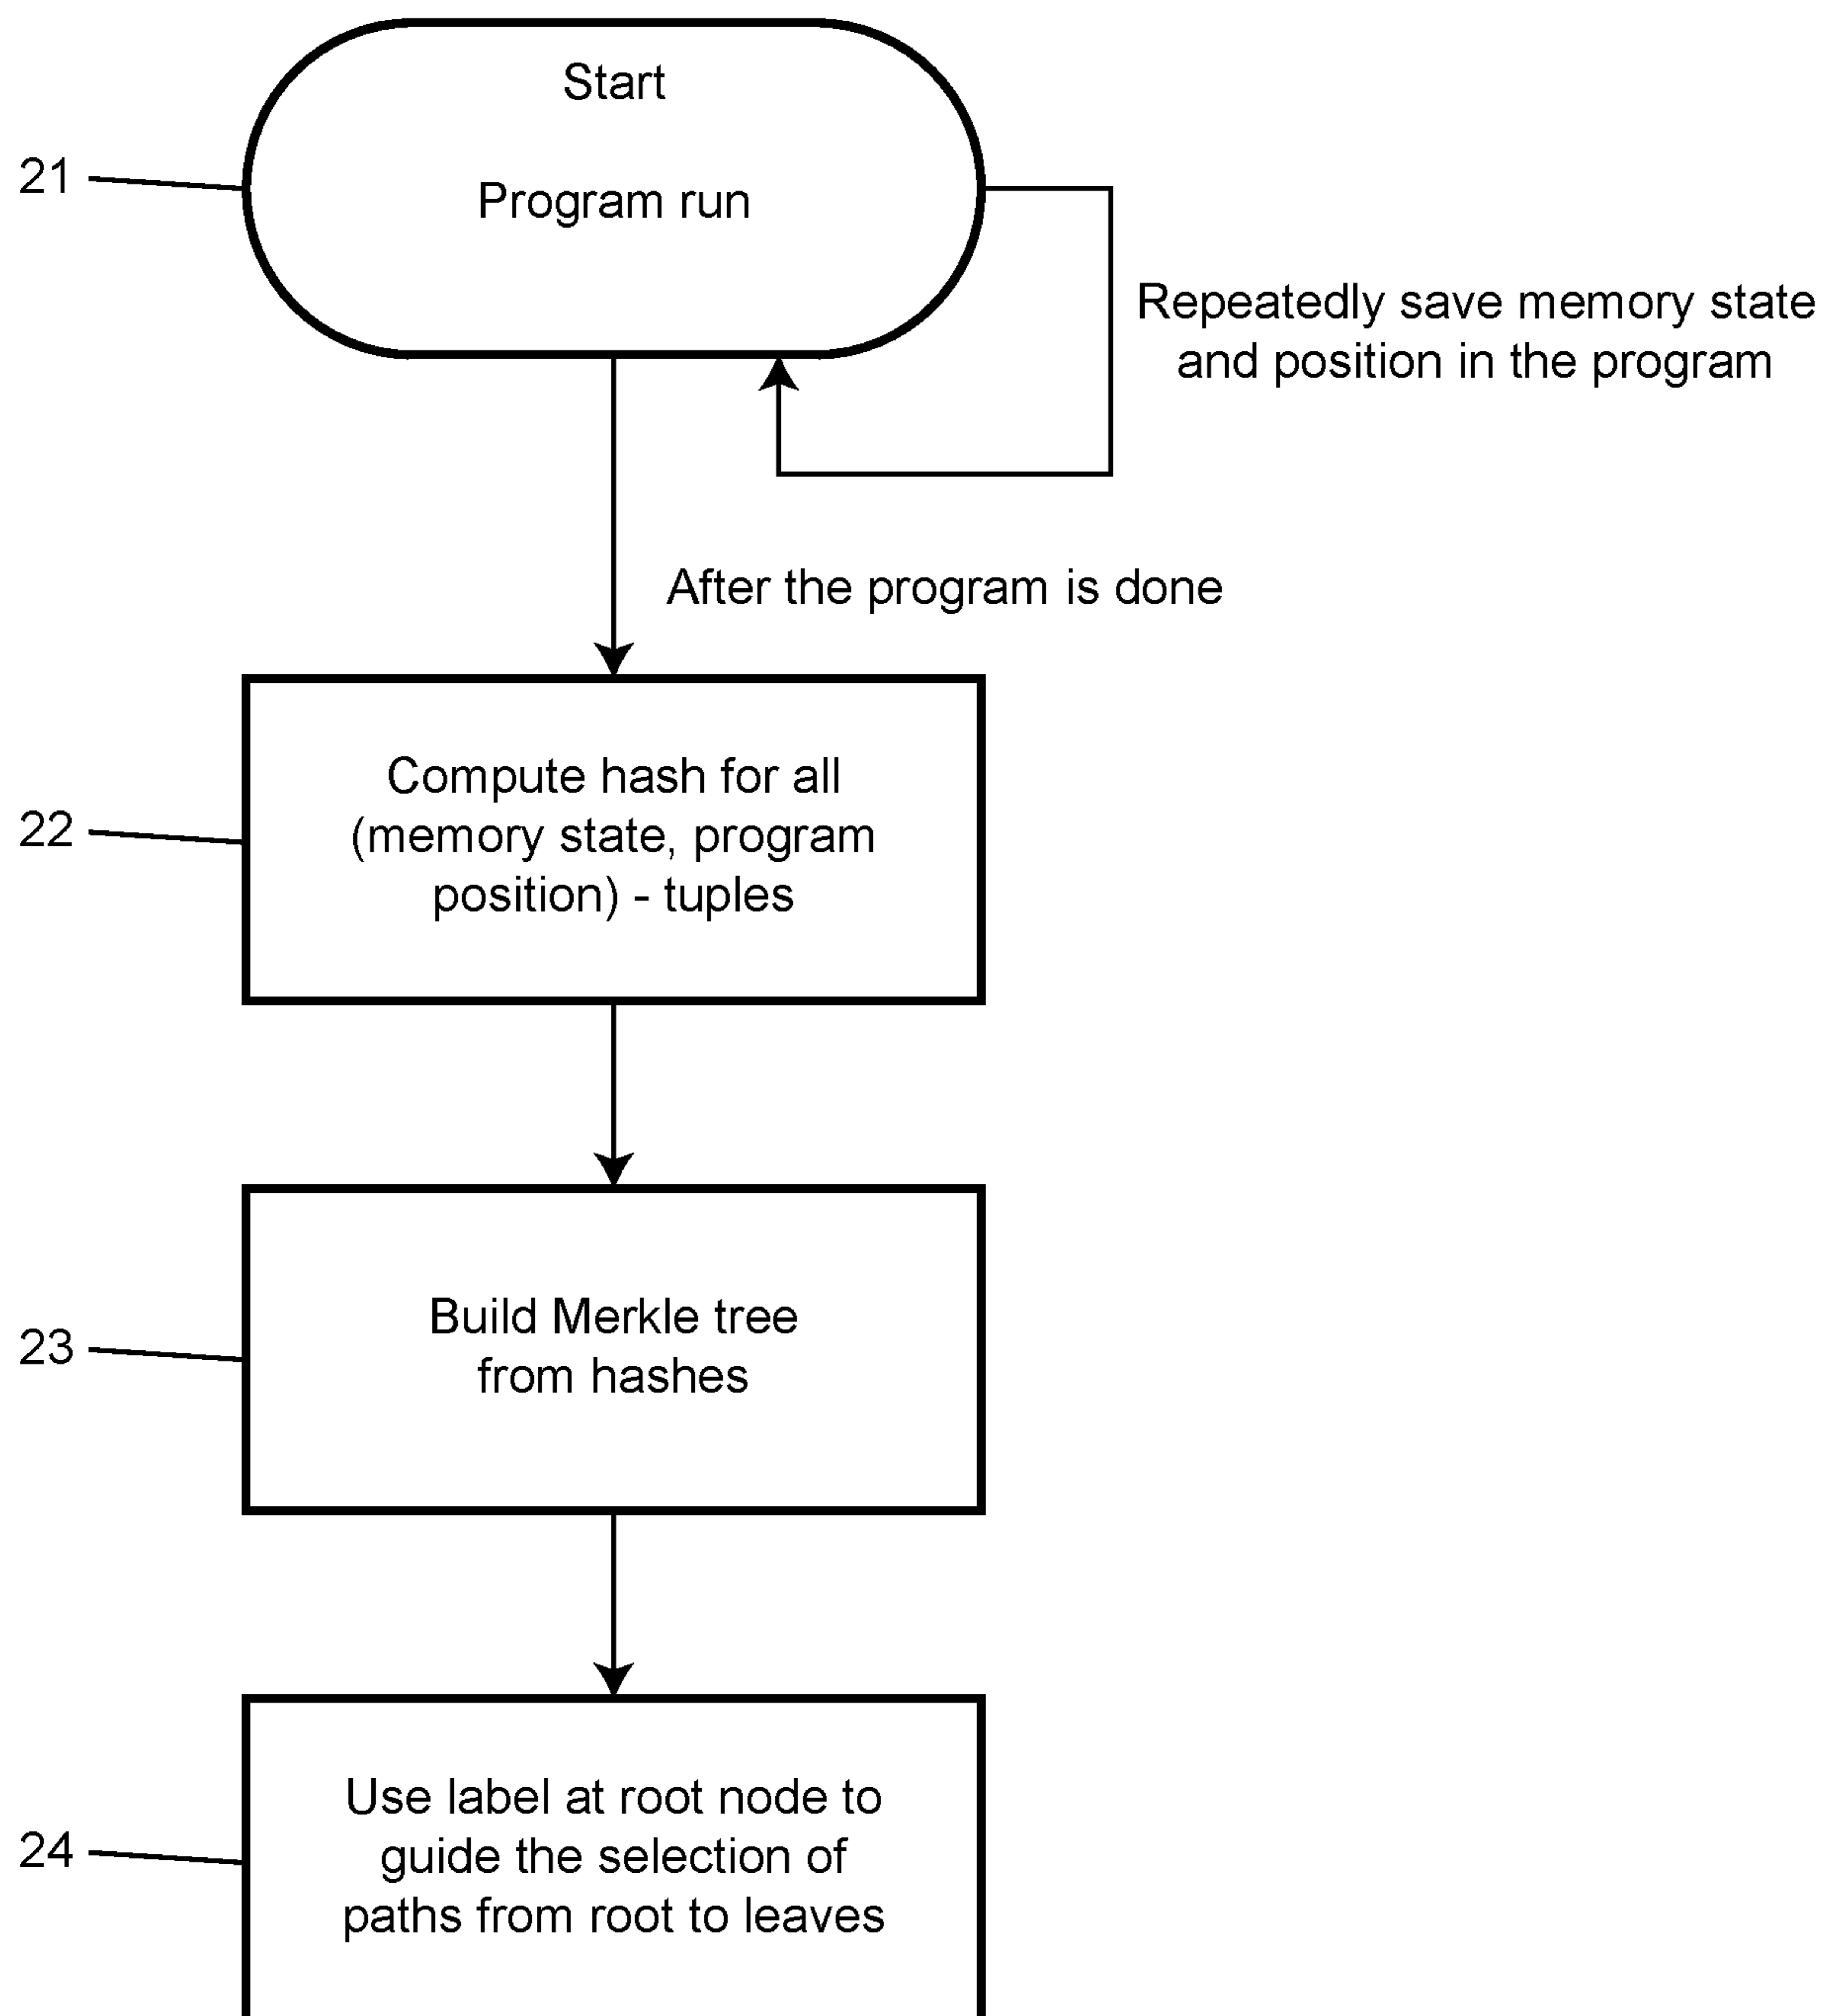 Start
21
Program run
Repeatedly save memory state
and position in the program
After the program is done
Compute hash for all
22
(memory state, program
position) - tuples
Build Merkle tree
23
from hashes
Use label at root node to
24
guide the selection of
paths from root to leaves